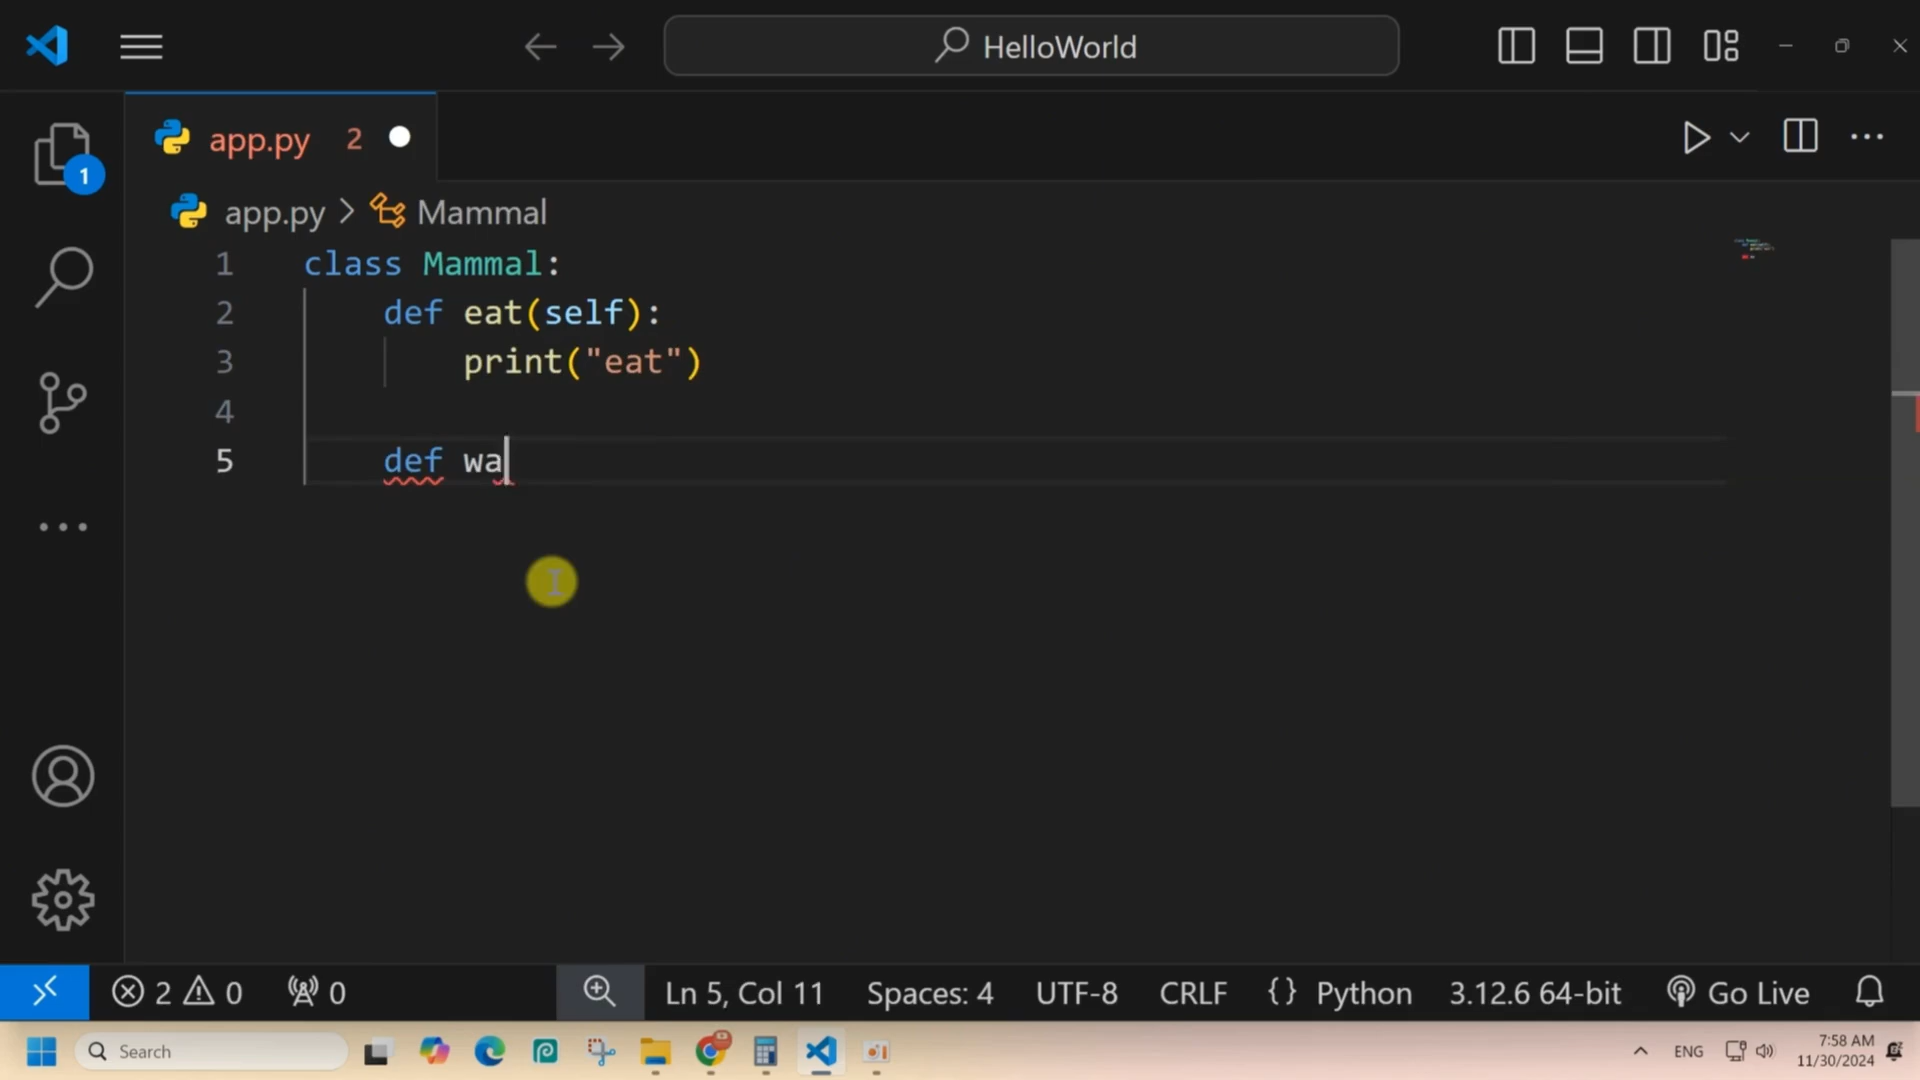 HelloWorld
app.py 2
1
app.py > Mammal
1 class Mammal:
2 def eat(self):
3 print("eat")
4
5 def wa
2 0 0 Ln 5, Col 11 Spaces: 4 UTF-8 CRLF {} Python 3.12.6 64-bit Go Live
Search ENG 7:58 AM
11/30/2024